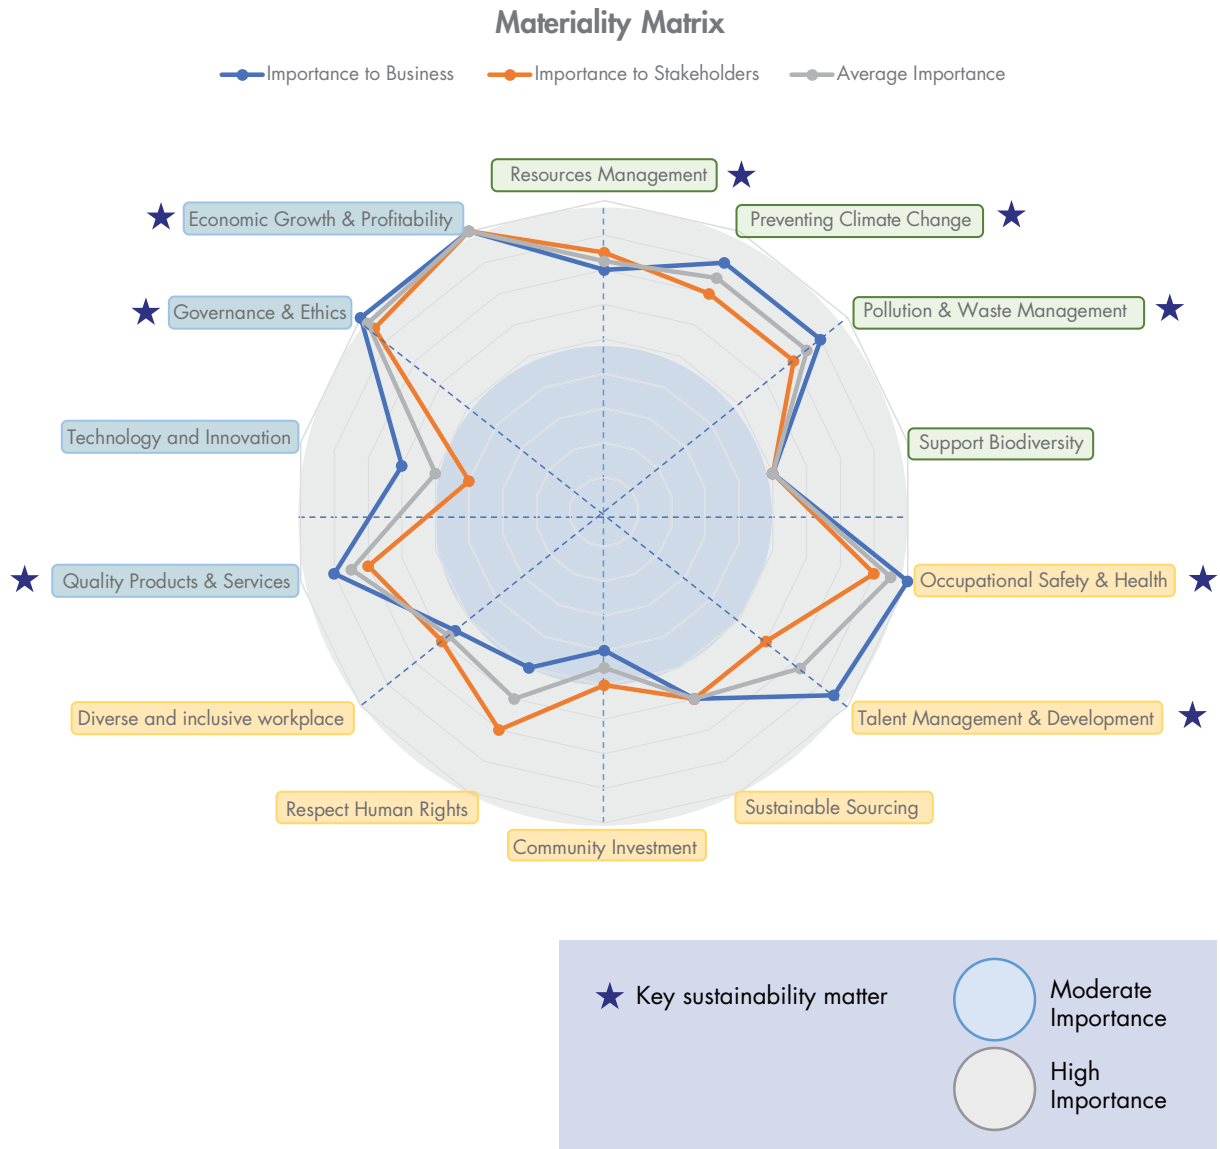 Materiality Matrix
Importance to Business
Importance to Stakeholders
Average Importance
Resources Management
Economic Growth & Profitability
Preventing Climate Change
Governance & Ethics
Pollution & Waste Management
Technology and Innovation
Support Biodiversity
Quality Products & Services
Occupational Safety & Health
Diverse and inclusive workplace
Talent Management & Development
Respect Human Rights
Sustainable Sourcing
Community Investment
Key sustainability matter
Moderate
Importance
High
Importance